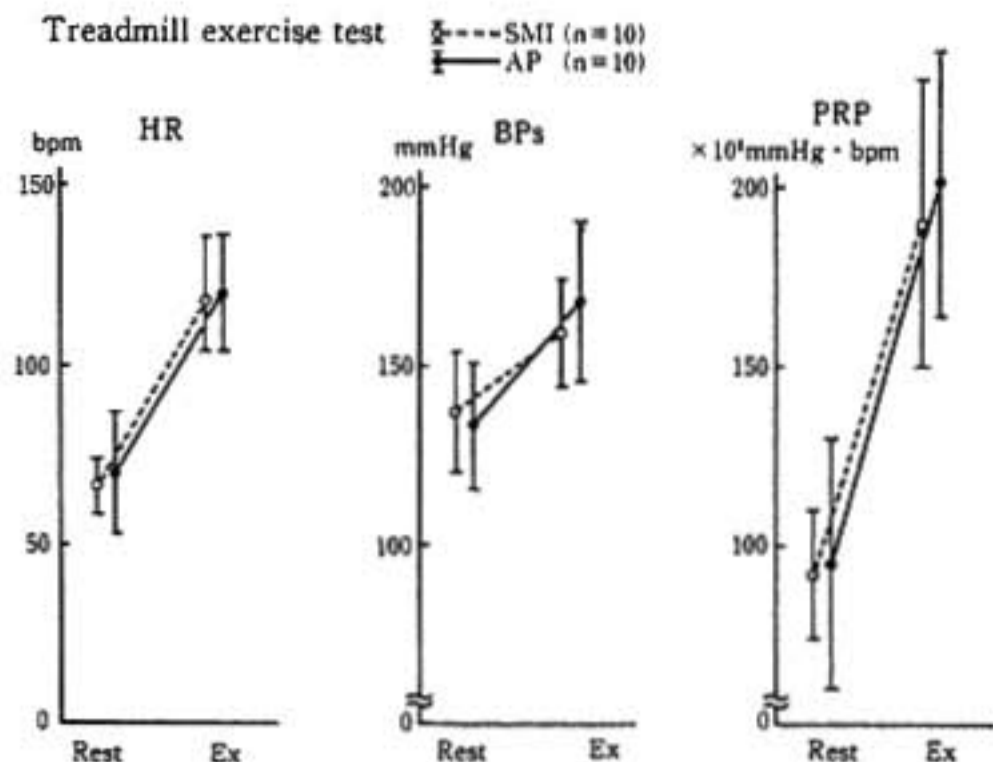 Treadmill exercise test
SMI (n=10)
AP (n=10)
HR
bpm
150
100
50
0
Rest Ex
BPs
mmHg
200
150
100
0
Rest Ex
PRP
mmHg・bpm
200
150
100
0
Rest Ex